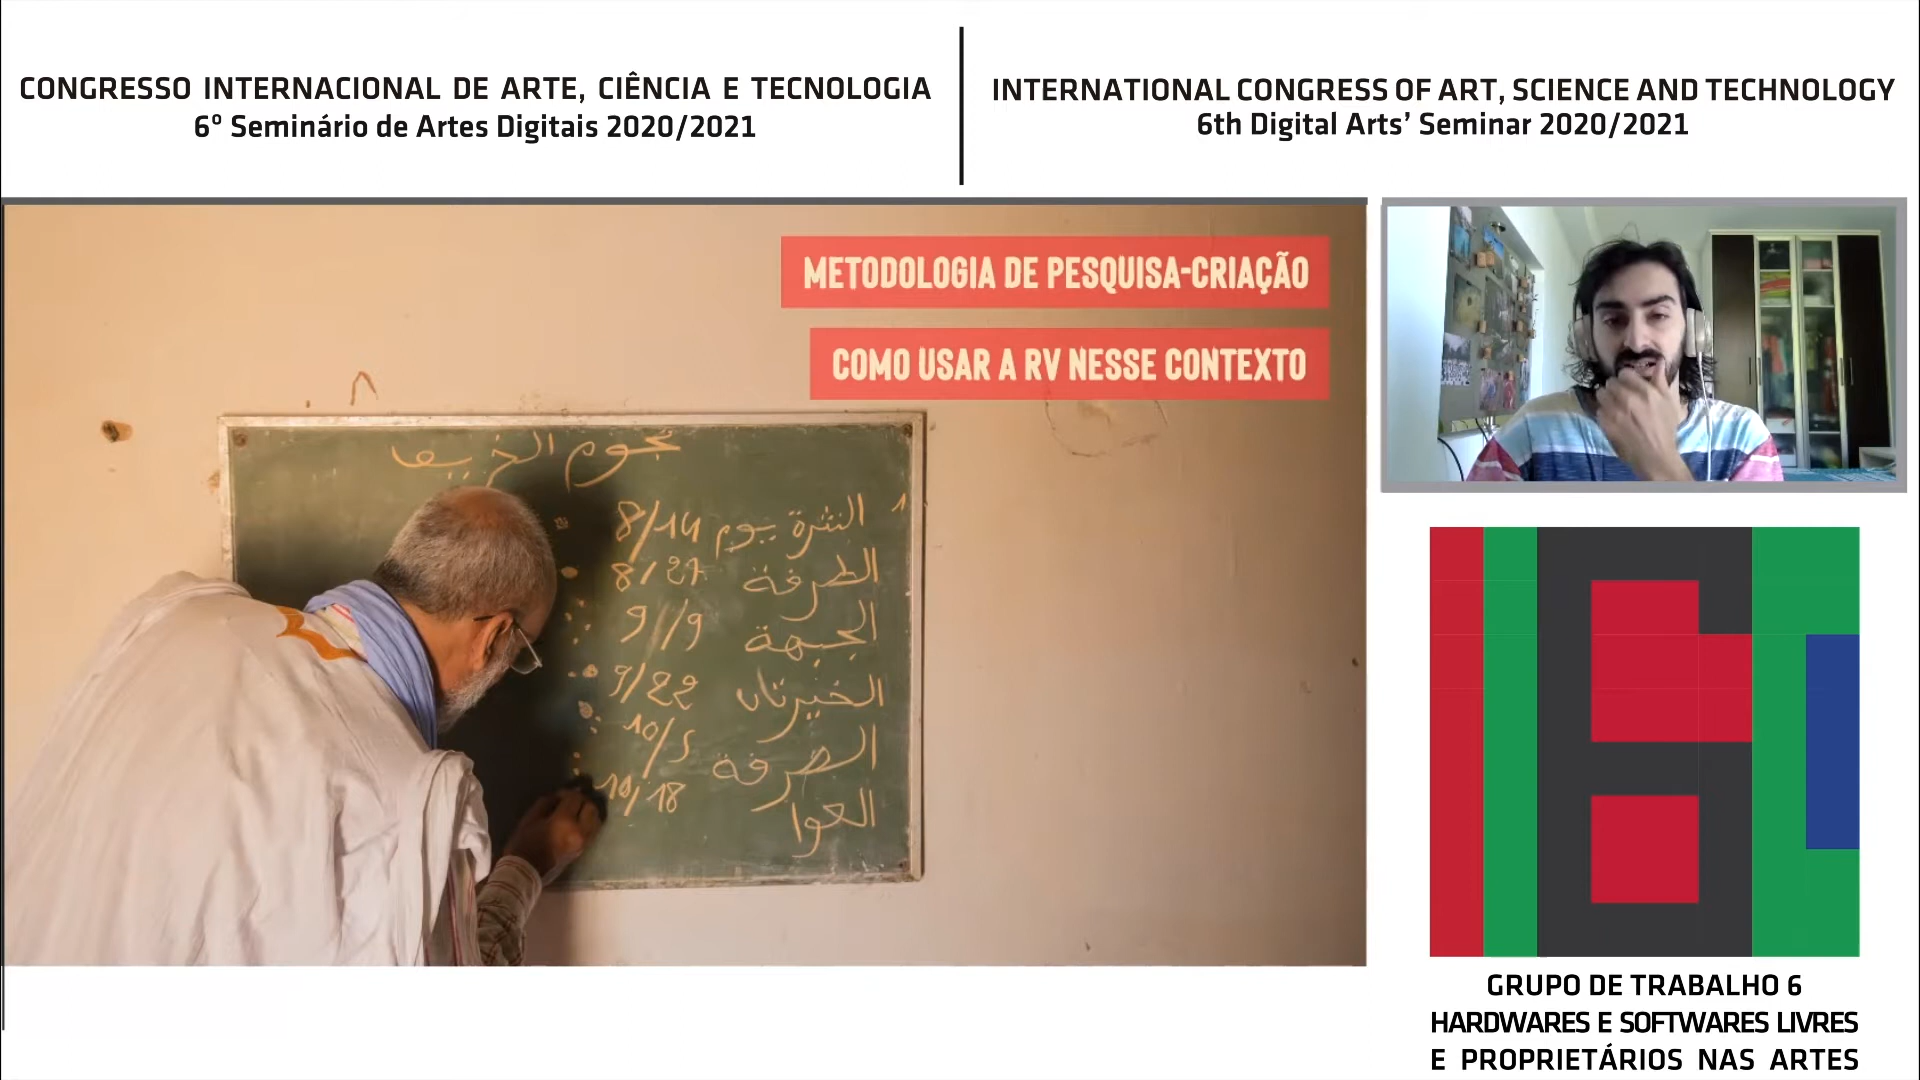 CONGRESSO INTERNACIONAL DE ARTE, CIÊNCIA E TECNOLOGIA
6º Seminário de Artes Digitais 2020/2021
INTERNATIONAL CONGRESS OF ART, SCIENCE AND TECHNOLOGY
6th Digital Arts’ Seminar 2020/2021
METODOLOGIA DE PESQUISA-CRIAÇÃO
COMO USAR A RV NESSE CONTEXTO
نجوم الخريف
النثرة يوم 8/14
الطرفة 8/27
الجبهة 9/9
الخيرتان 9/22
الصرفة 10/5
العوا 10/18
GRUPO DE TRABALHO 6
HARDWARES E SOFTWARES LIVRES
E PROPRIETÁRIOS NAS ARTES